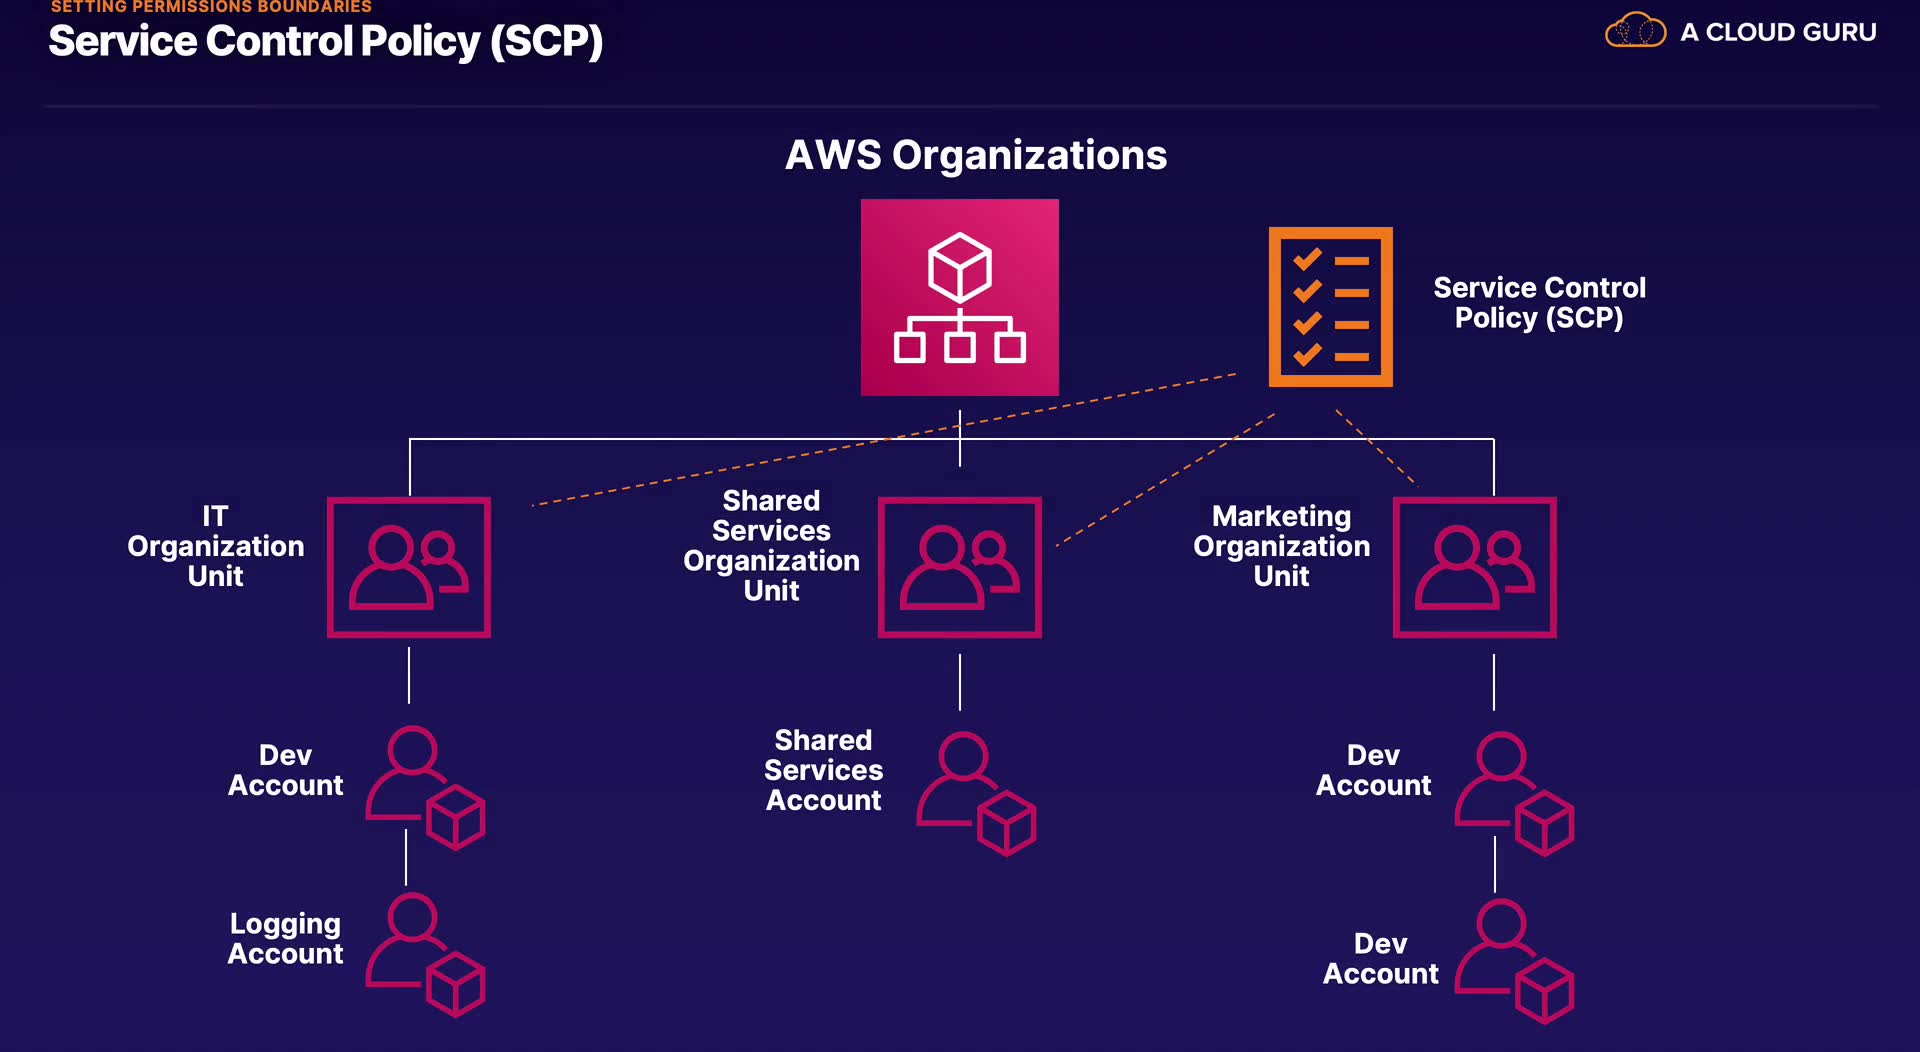 SETTING PERMISSIONS BOUNDARIES
Service Control Policy (SCP)
A CLOUD GURU
AWS Organizations
Service Control
Policy (SCP)
IT
Organization
Unit
Shared
Services
Organization
Unit
Marketing
Organization
Unit
Dev
Account
Shared
Services
Account
Dev
Account
Logging
Account
Dev
Account